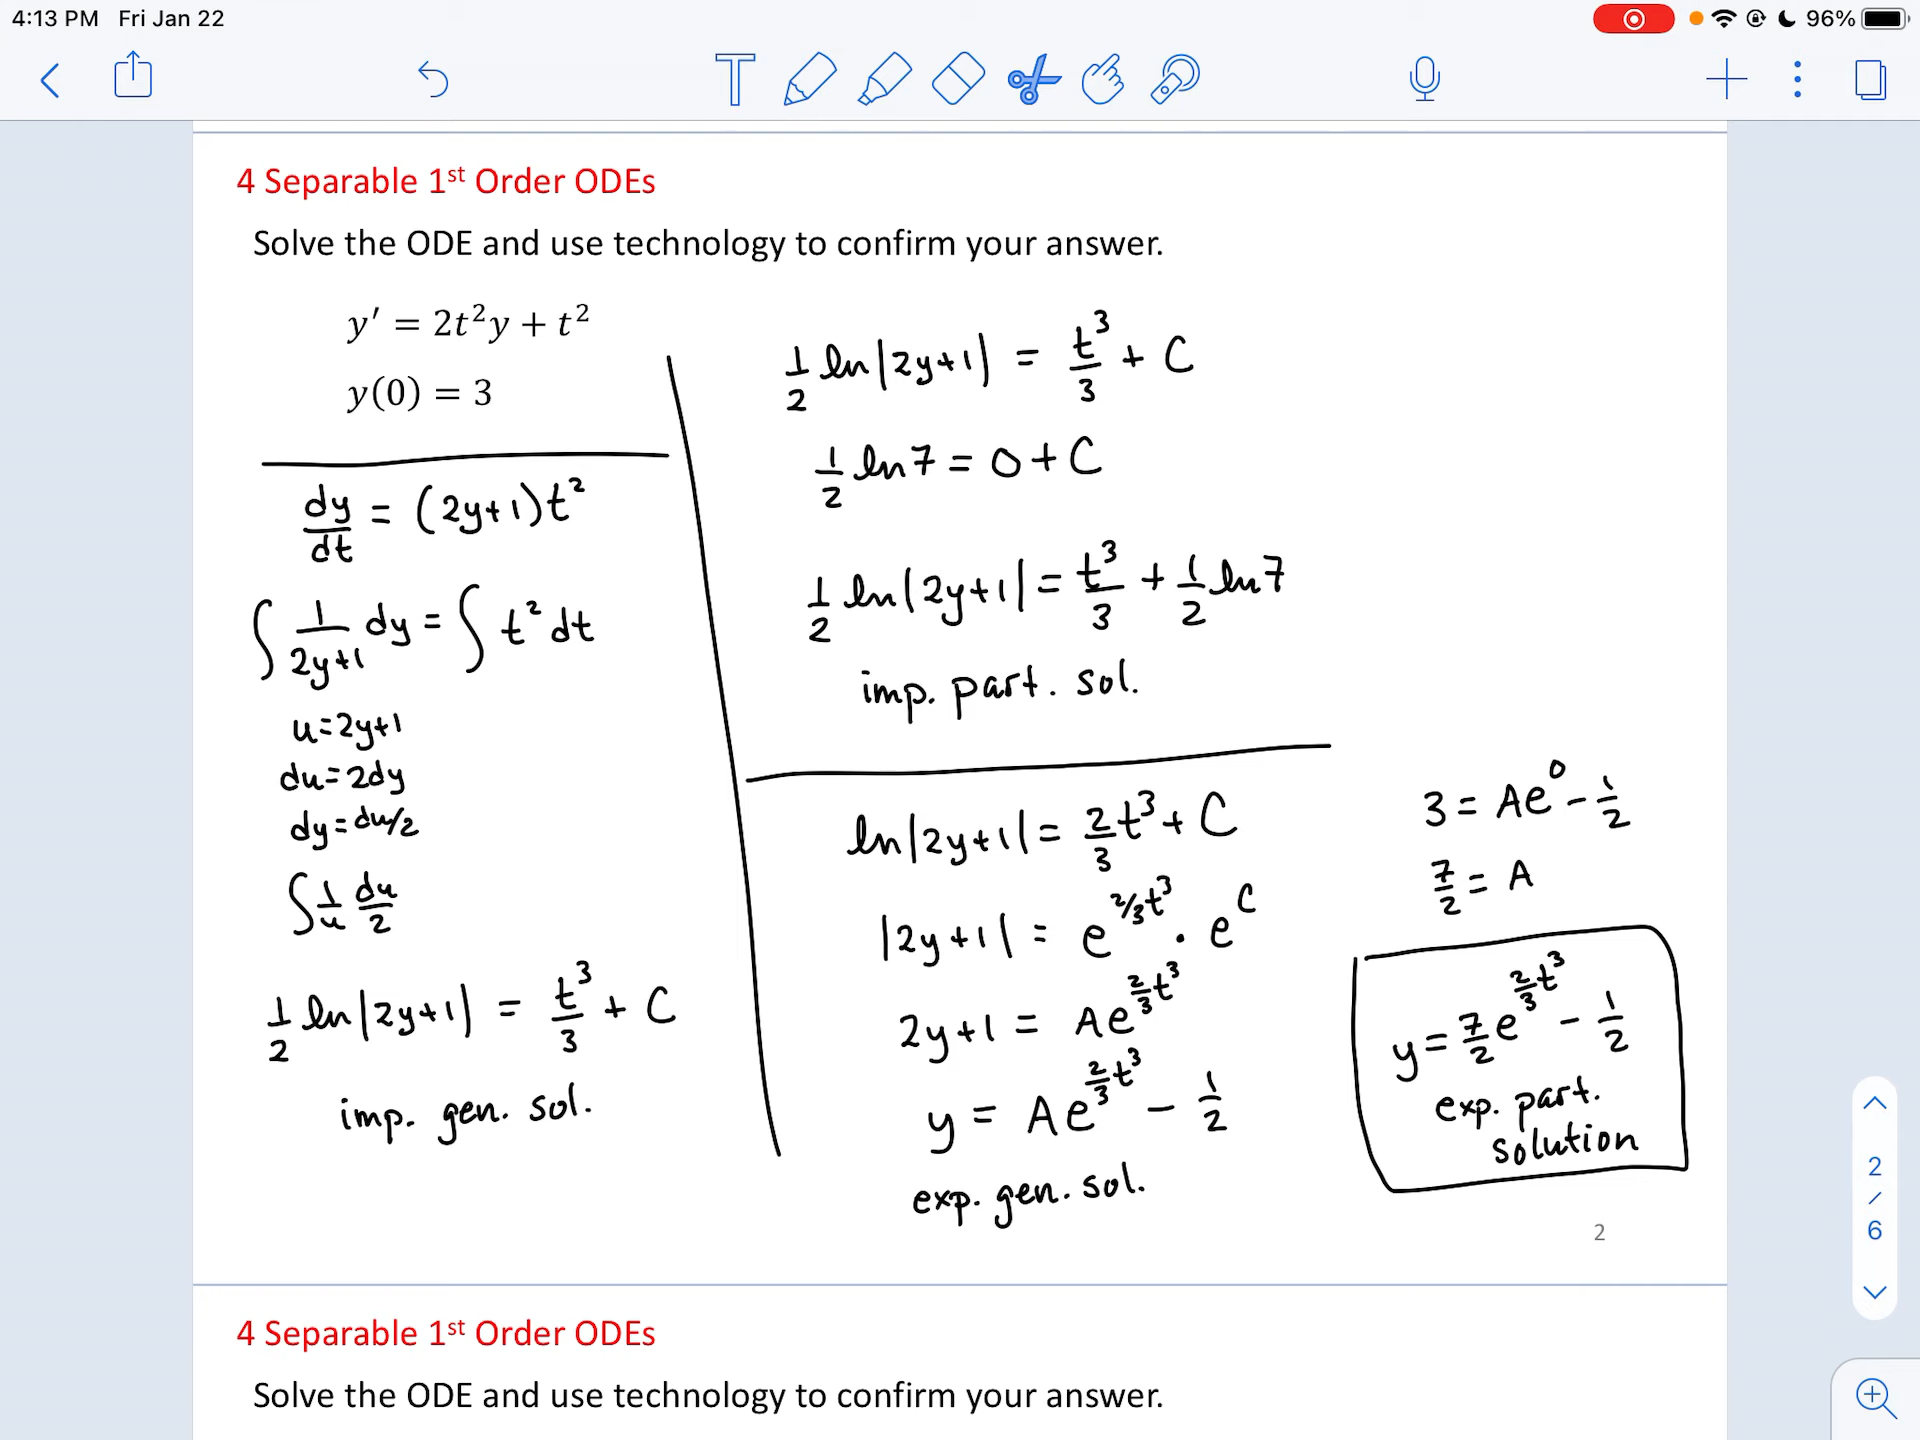 4:13 PM Fri Jan 22
96%
4 Separable 1st Order ODEs
Solve the ODE and use technology to confirm your answer.
y′ = 2t²y + t²
y(0) = 3
dy/dt = (2y+1)t²
∫ 1/(2y+1) dy = ∫ t² dt
u=2y+1
du=2dy
dy=du/2
∫ 1/u du/2
1/2 ln|2y+1| = t³/3 + C
imp. gen. sol.
1/2 ln|2y+1| = t³/3 + C
1/2 ln7 = 0 + C
1/2 ln|2y+1| = t³/3 + 1/2 ln7
imp. part. sol.
ln|2y+1| = 2/3 t³ + C
|2y+1| = e^(2/3 t³) · e^C
2y+1 = Ae^(2/3 t³)
y = Ae^(2/3 t³) − 1/2
exp. gen. sol.
3 = Ae⁰ − 1/2
7/2 = A
y = 7/2 e^(2/3 t³) − 1/2
exp. part.
solution
2
4 Separable 1st Order ODEs
Solve the ODE and use technology to confirm your answer.
2
/
6